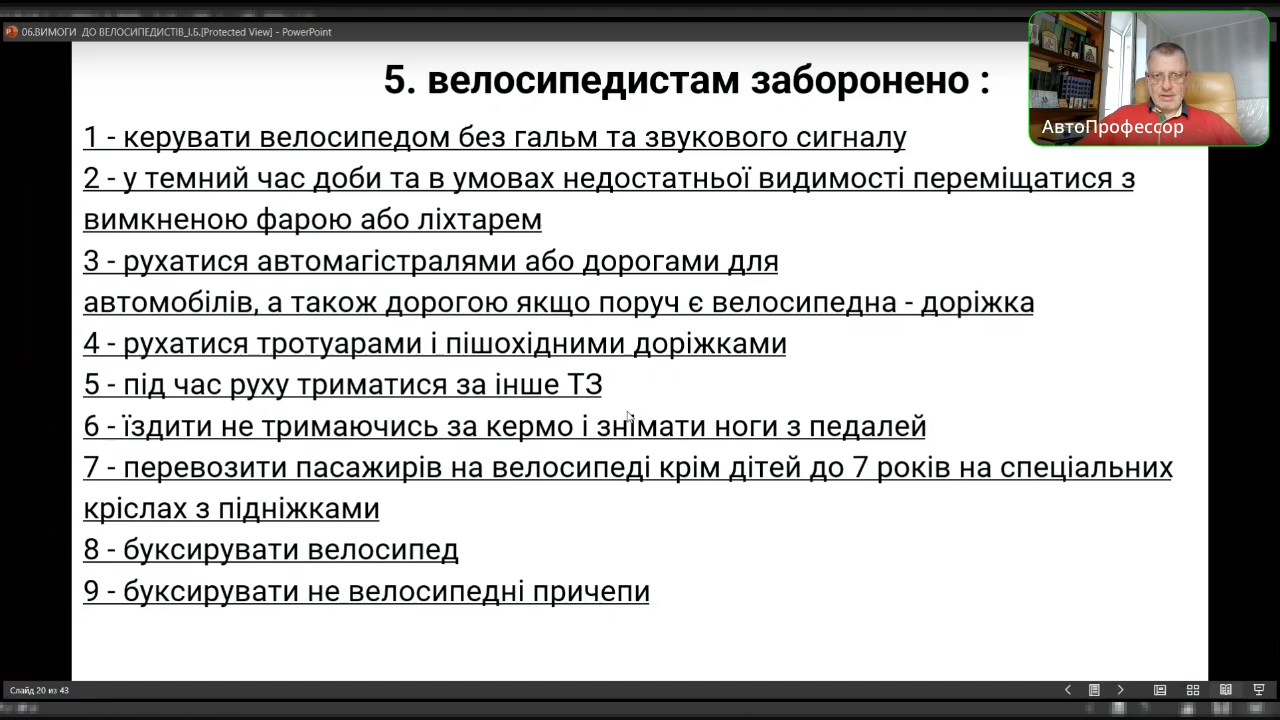 06.ВИМОГИ ДО ВЕЛОСИПЕДИСТІВ_І.Б.[Protected View] - PowerPoint
АвтоПрофессор
5. велосипедистам заборонено :
1 - керувати велосипедом без гальм та звукового сигналу
2 - у темний час доби та в умовах недостатньої видимості переміщатися з
вимкненою фарою або ліхтарем
3 - рухатися автомагістралями або дорогами для
автомобілів, а також дорогою якщо поруч є велосипедна - доріжка
4 - рухатися тротуарами і пішохідними доріжками
5 - під час руху триматися за інше ТЗ
6 - їздити не тримаючись за кермо і знімати ноги з педалей
7 - перевозити пасажирів на велосипеді крім дітей до 7 років на спеціальних
кріслах з підніжками
8 - буксирувати велосипед
9 - буксирувати не велосипедні причепи
Слайд 20 из 43